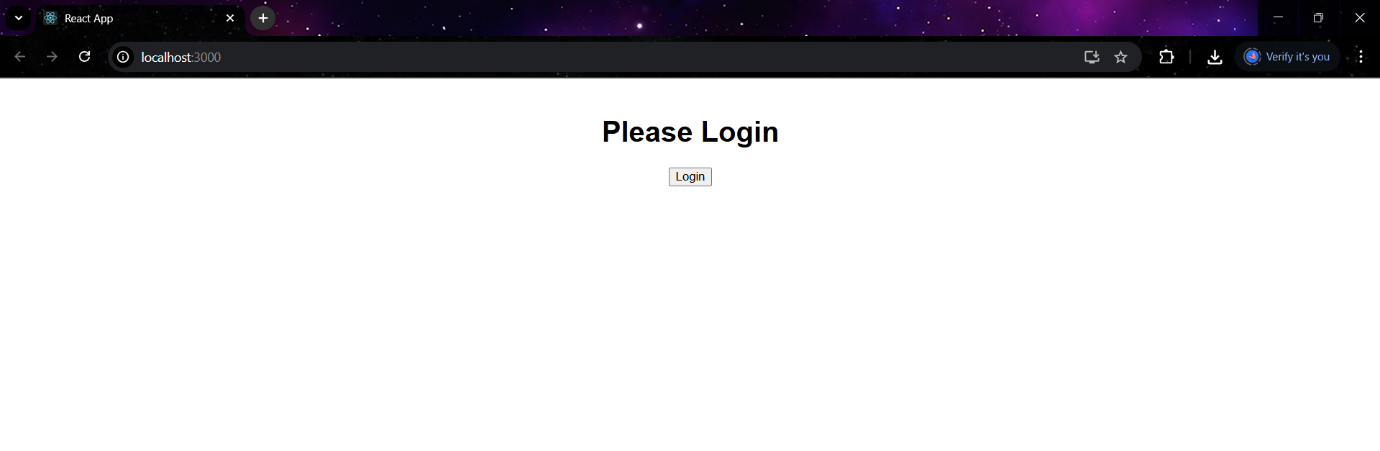 React App
localhost:3000
Verify it's you
Please Login
Login